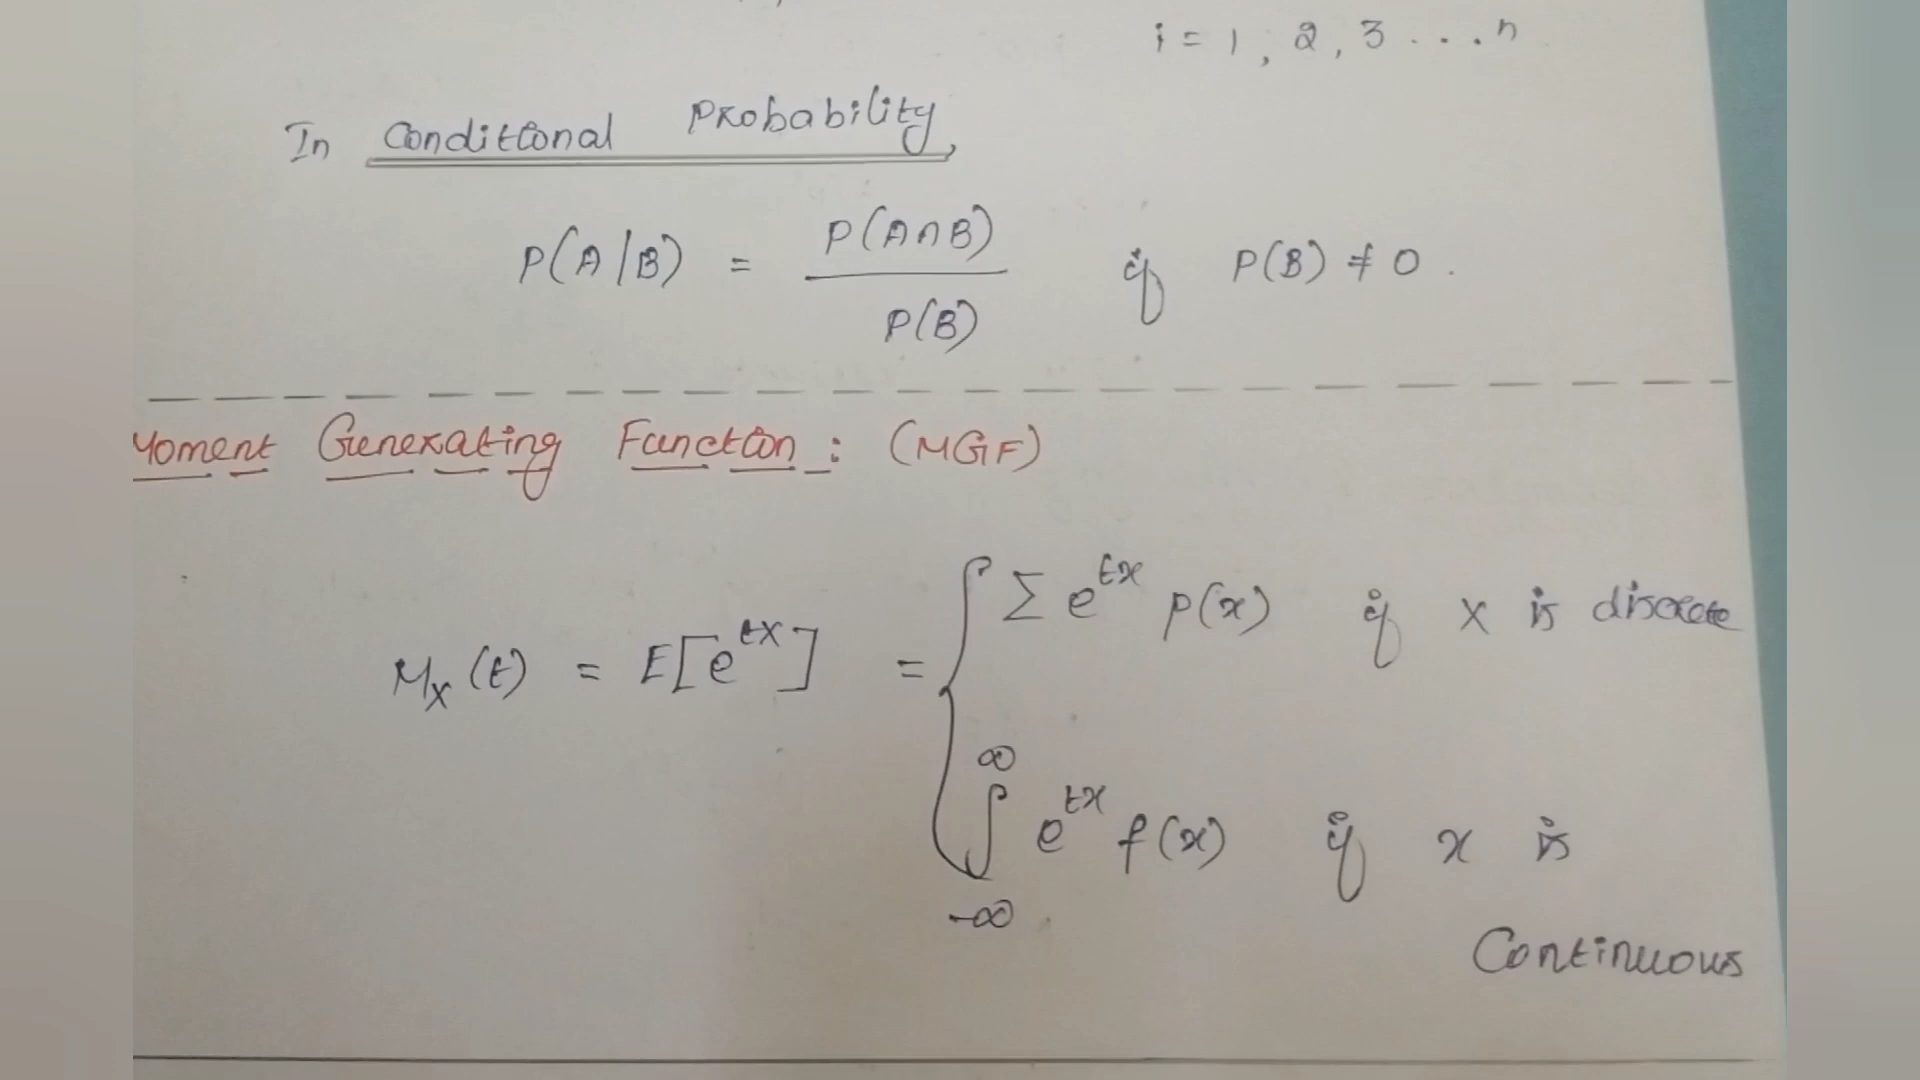 i = 1, 2, 3 ... n
In Conditional Probability,
P(A/B) = P(A∩B) / P(B) if P(B) ≠ 0.
Moment Generating Function : (MGF)
M_X(t) = E[e^{tX}] = { Σ e^{tx} p(x) if X is discrete
∫_{-∞}^{∞} e^{tx} f(x) if x is
Continuous